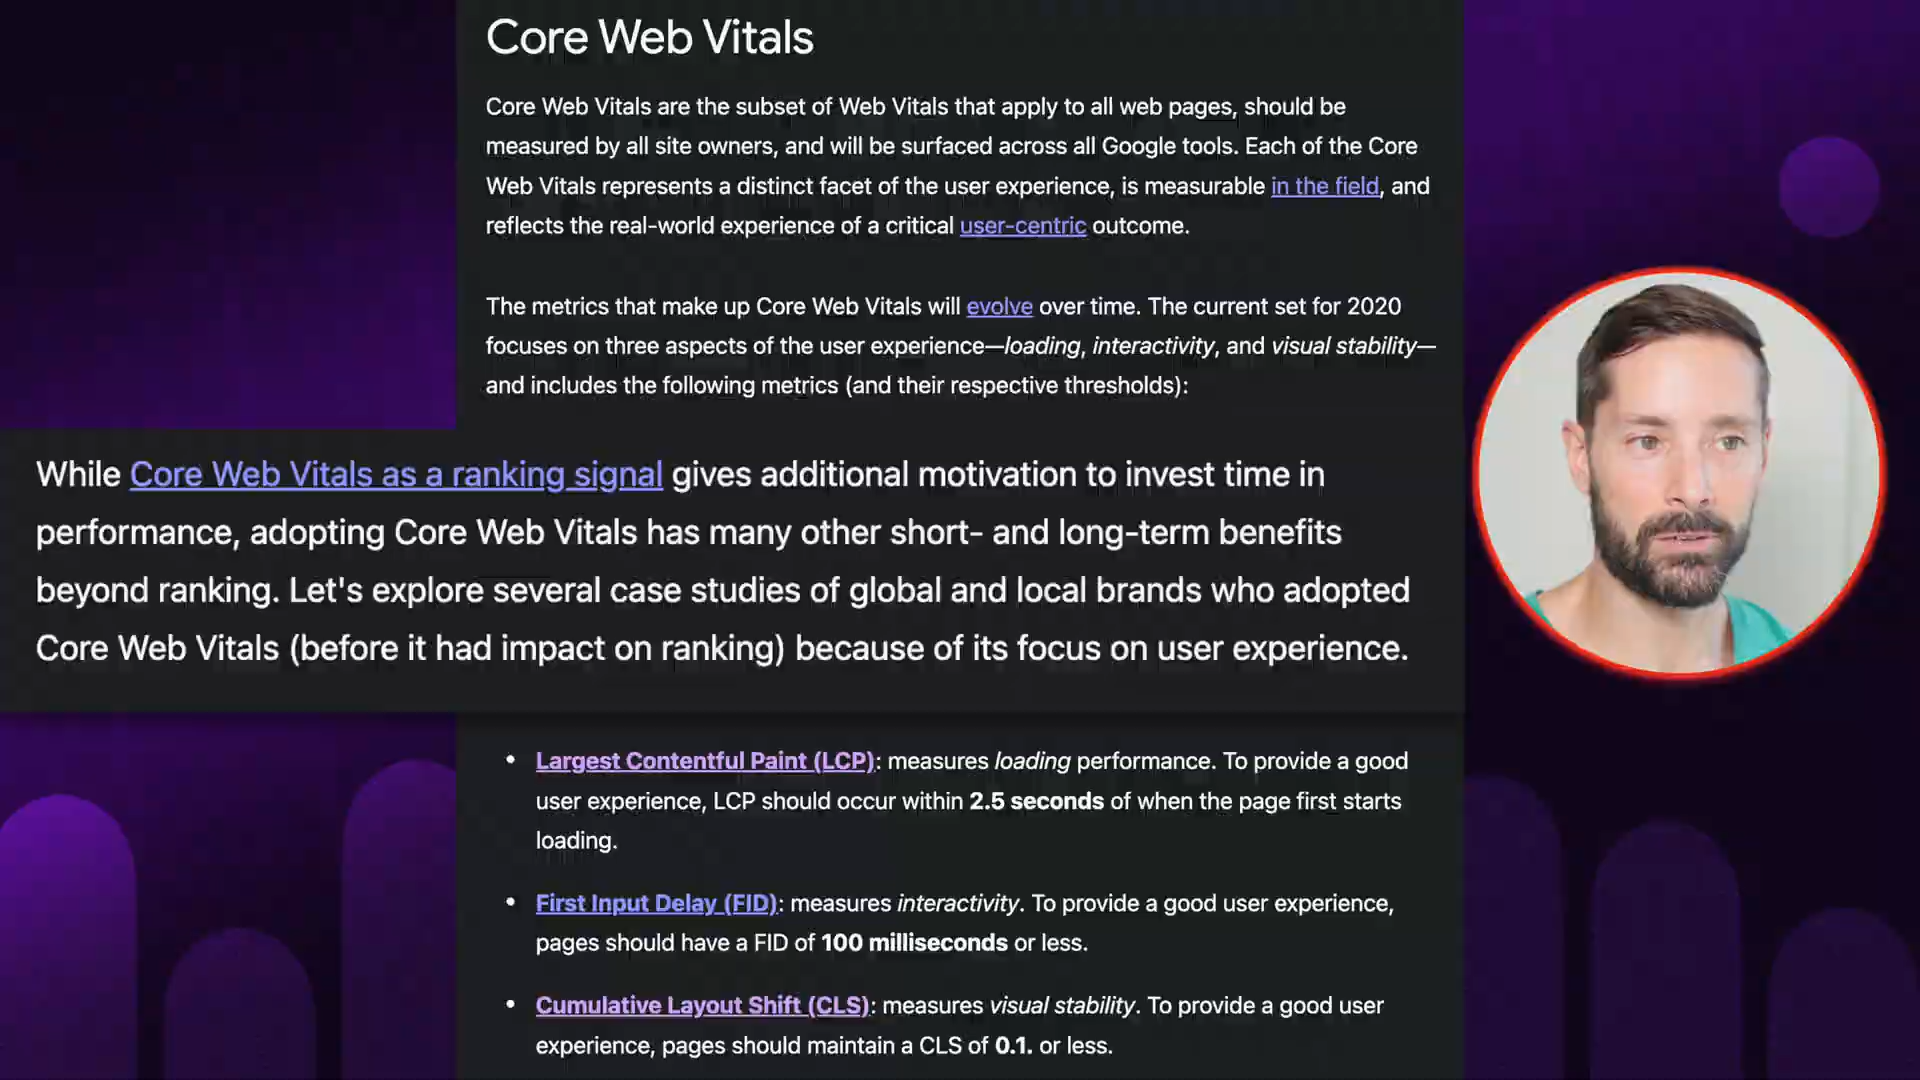 Core Web Vitals
Core Web Vitals are the subset of Web Vitals that apply to all web pages, should be
measured by all site owners, and will be surfaced across all Google tools. Each of the Core
Web Vitals represents a distinct facet of the user experience, is measurable in the field, and
reflects the real-world experience of a critical user-centric outcome.
The metrics that make up Core Web Vitals will evolve over time. The current set for 2020
focuses on three aspects of the user experience—loading, interactivity, and visual stability—
and includes the following metrics (and their respective thresholds):
While Core Web Vitals as a ranking signal gives additional motivation to invest time in
performance, adopting Core Web Vitals has many other short- and long-term benefits
beyond ranking. Let's explore several case studies of global and local brands who adopted
Core Web Vitals (before it had impact on ranking) because of its focus on user experience.
• Largest Contentful Paint (LCP): measures loading performance. To provide a good
user experience, LCP should occur within 2.5 seconds of when the page first starts
loading.
• First Input Delay (FID): measures interactivity. To provide a good user experience,
pages should have a FID of 100 milliseconds or less.
• Cumulative Layout Shift (CLS): measures visual stability. To provide a good user
experience, pages should maintain a CLS of 0.1. or less.